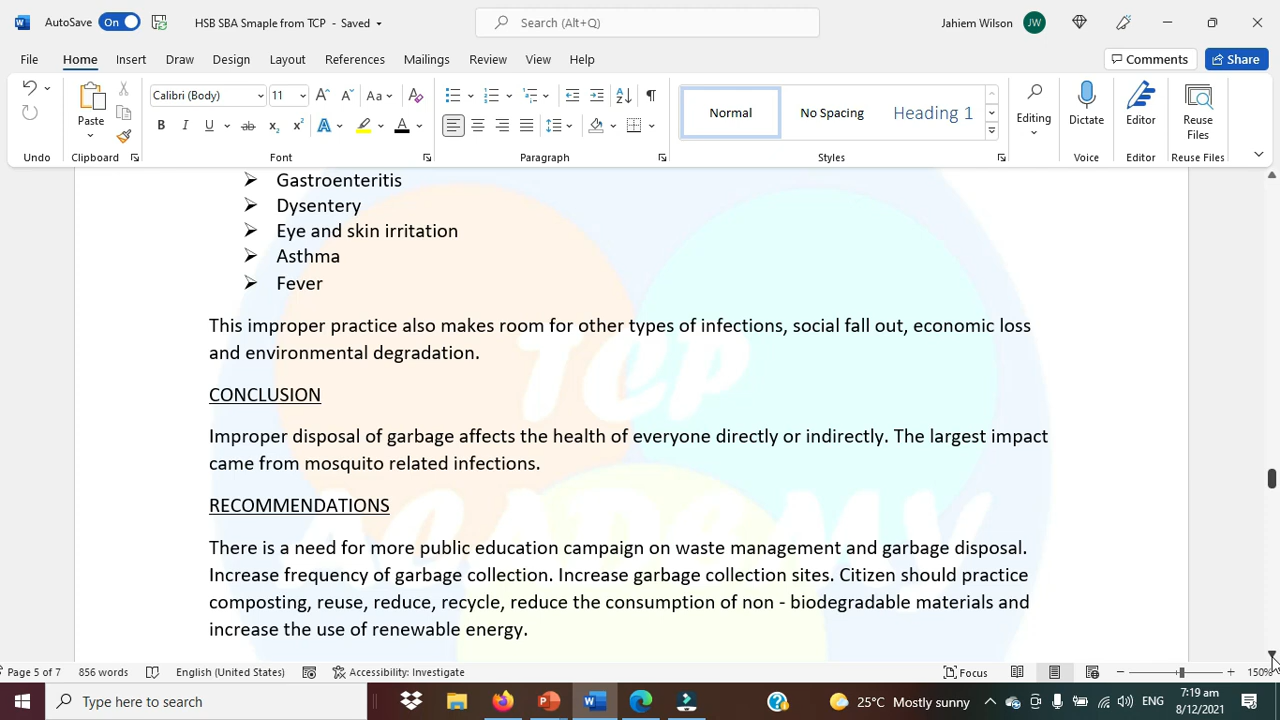 AutoSave On HSB SBA Smaple from TCP - Saved Search (Alt+Q) Jahiem Wilson JW
File Home Insert Draw Design Layout References Mailings Review View Help Comments Share
Calibri (Body) 11 Aa
Paste Normal No Spacing Heading 1 Editing Dictate Editor Reuse Files
B I U ab x₂ x² A A
Undo Clipboard Font Paragraph Styles Voice Editor Reuse Files
Gastroenteritis
Dysentery
Eye and skin irritation
Asthma
Fever
This improper practice also makes room for other types of infections, social fall out, economic loss
and environmental degradation.
CONCLUSION
Improper disposal of garbage affects the health of everyone directly or indirectly. The largest impact
came from mosquito related infections.
RECOMMENDATIONS
There is a need for more public education campaign on waste management and garbage disposal.
Increase frequency of garbage collection. Increase garbage collection sites. Citizen should practice
composting, reuse, reduce, recycle, reduce the consumption of non - biodegradable materials and
increase the use of renewable energy.
TCP
ACADEMY
Page 5 of 7 856 words English (United States) Accessibility: Investigate Focus 150%
Type here to search 25°C Mostly sunny ENG 7:19 am
8/12/2021